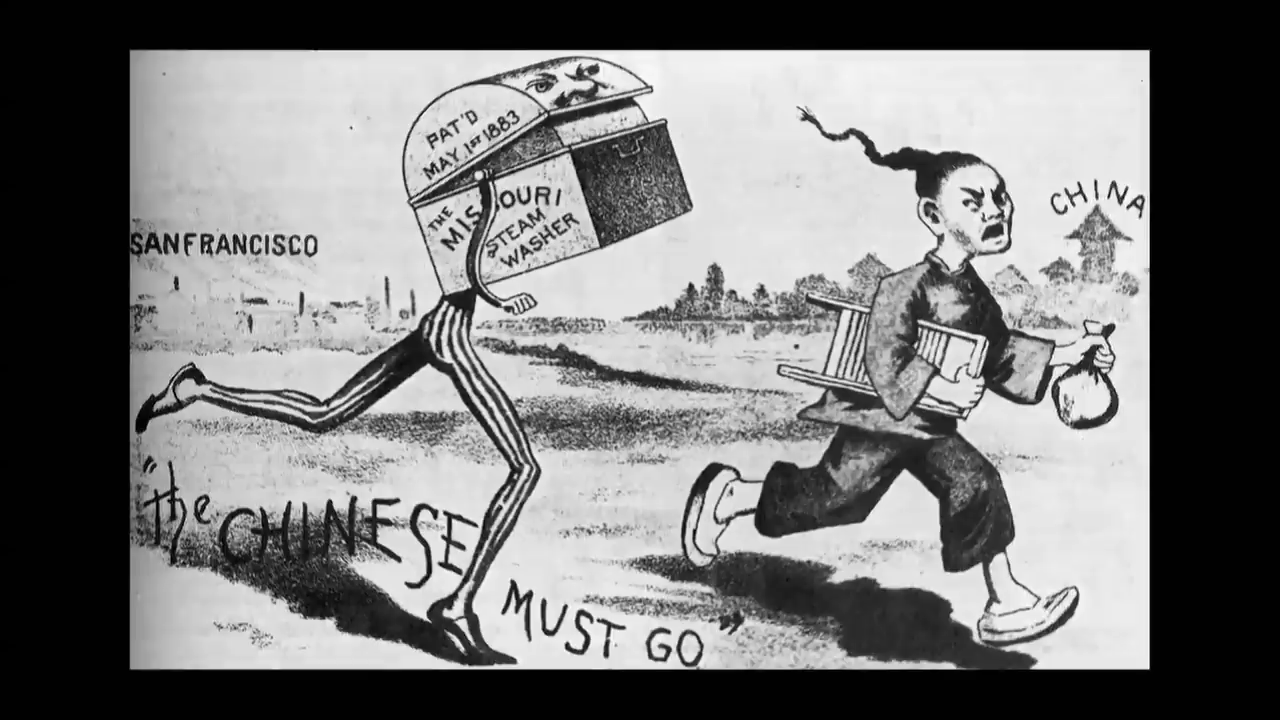 PAT'D
MAY 1ST 1883
THE
MISSOURI
STEAM
WASHER
SANFRANCISCO
CHINA
"the CHINESE
MUST GO"